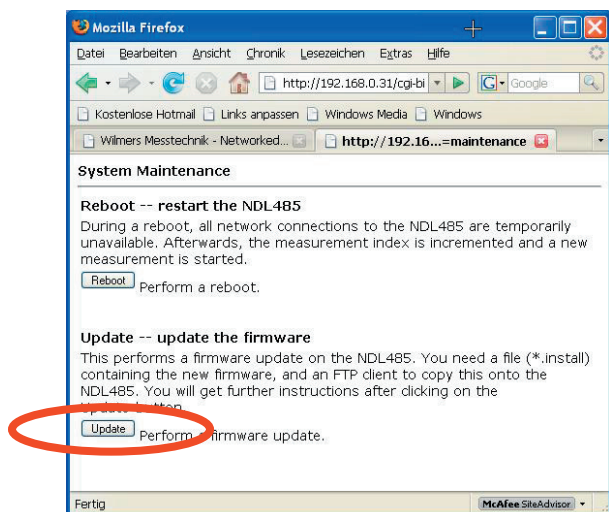 Mozilla Firefox
Datei Bearbeiten Ansicht Chronik Lesezeichen Extras Hilfe
http://192.168.0.31/cgi-bi
G Google
Kostenlose Hotmail Links anpassen Windows Media Windows
Wilmers Messtechnik - Networked... http://192.16...=maintenance
System Maintenance
Reboot -- restart the NDL485
During a reboot, all network connections to the NDL485 are temporarily
unavailable. Afterwards, the measurement index is incremented and a new
measurement is started.
Reboot Perform a reboot.
Update -- update the firmware
This performs a firmware update on the NDL485. You need a file (*.install)
containing the new firmware, and an FTP client to copy this onto the
NDL485. You will get further instructions after clicking on the
Update button.
Update Perform a firmware update.
Fertig
McAfee SiteAdvisor